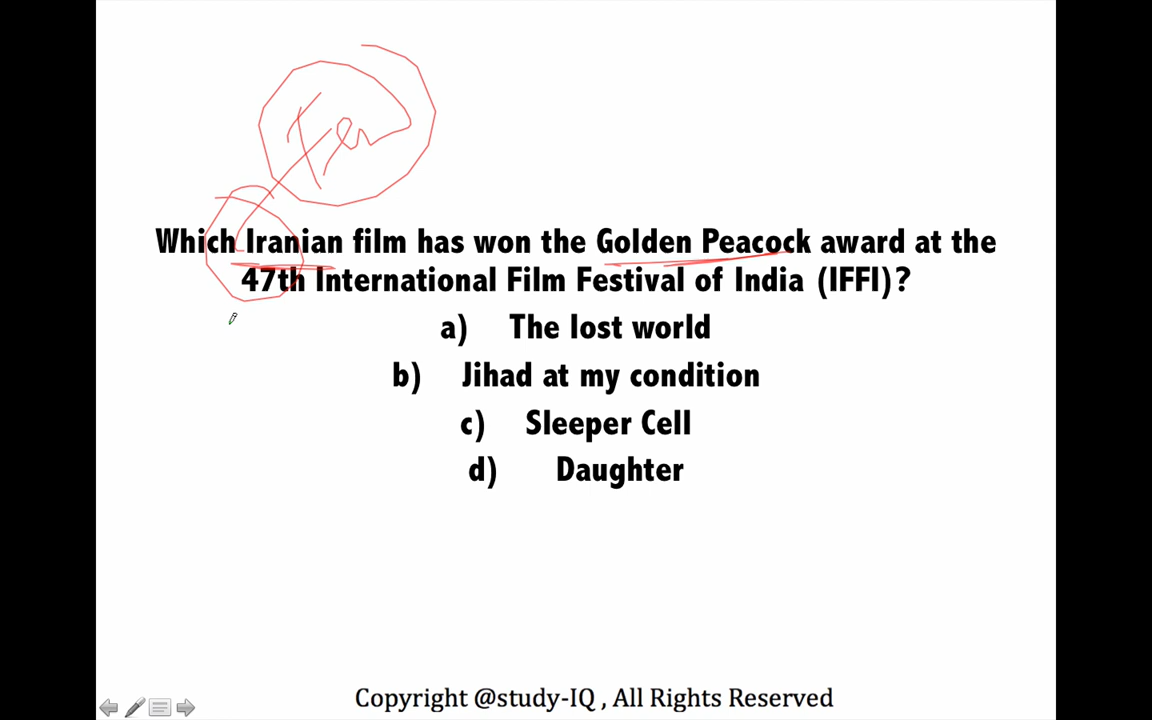 Which Iranian film has won the Golden Peacock award at the
47th International Film Festival of India (IFFI)?
a) The lost world
b) Jihad at my condition
c) Sleeper Cell
d) Daughter
Copyright @study-IQ , All Rights Reserved